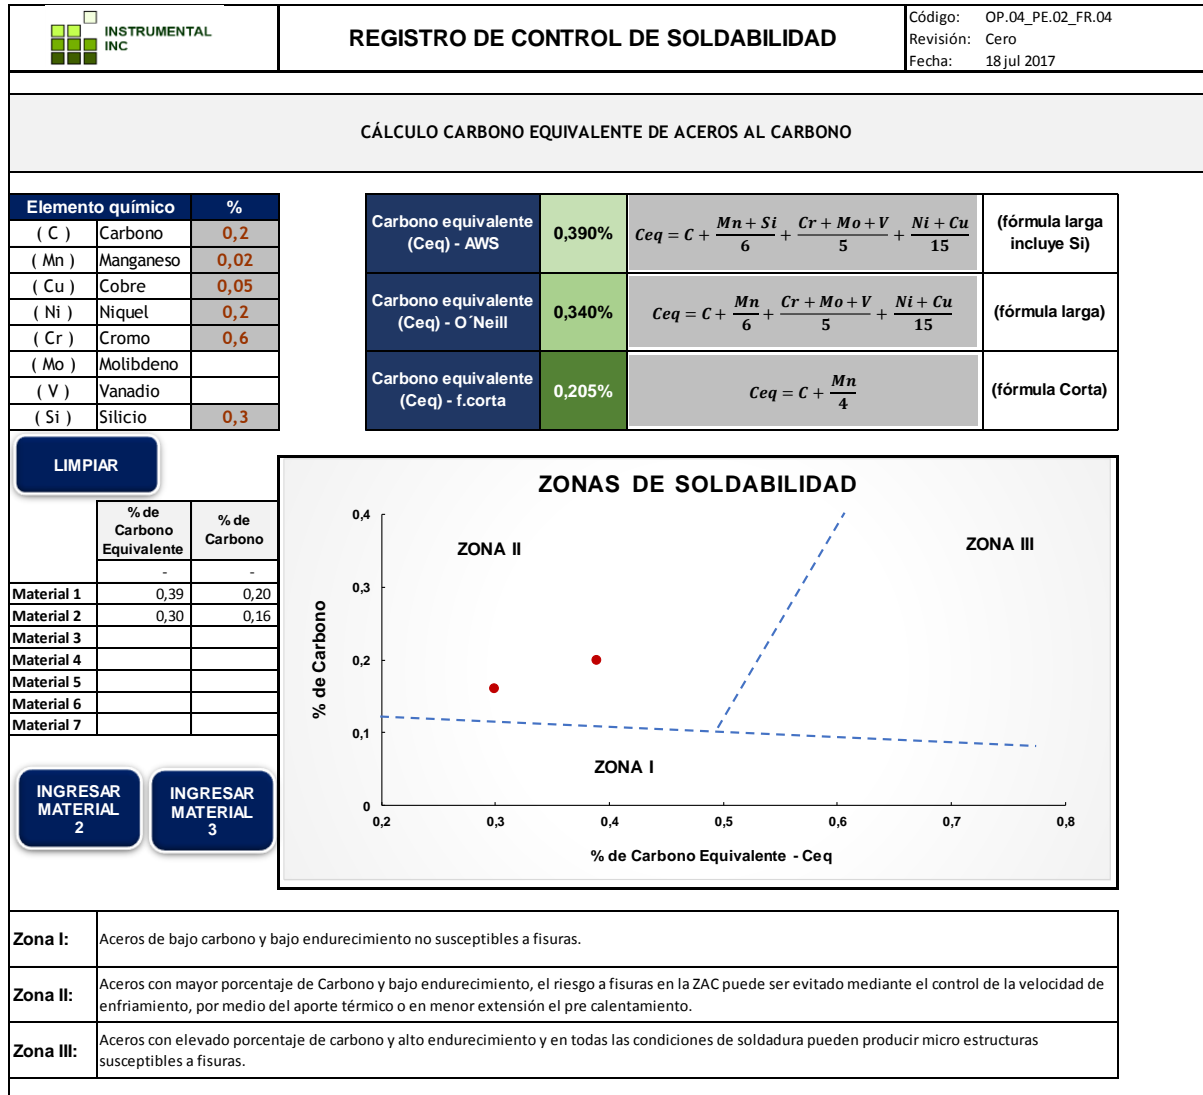 INSTRUMENTAL
INC
REGISTRO DE CONTROL DE SOLDABILIDAD
Código: OP.04_PE.02_FR.04
Revisión: Cero
Fecha: 18 jul 2017
CÁLCULO CARBONO EQUIVALENTE DE ACEROS AL CARBONO
Elemento químico %
( C ) Carbono 0,2
( Mn ) Manganeso 0,02
( Cu ) Cobre 0,05
( Ni ) Niquel 0,2
( Cr ) Cromo 0,6
( Mo ) Molibdeno
( V ) Vanadio
( Si ) Silicio 0,3
Carbono equivalente
(Ceq) - AWS
0,390%
Ceq = C + (Mn + Si)/6 + (Cr + Mo + V)/5 + (Ni + Cu)/15
(fórmula larga
incluye Si)
Carbono equivalente
(Ceq) - O´Neill
0,340%
Ceq = C + Mn/6 + (Cr + Mo + V)/5 + (Ni + Cu)/15
(fórmula larga)
Carbono equivalente
(Ceq) - f.corta
0,205%
Ceq = C + Mn/4
(fórmula Corta)
LIMPIAR
% de
Carbono
Equivalente
% de
Carbono
- -
Material 1 0,39 0,20
Material 2 0,30 0,16
Material 3
Material 4
Material 5
Material 6
Material 7
INGRESAR
MATERIAL
2
INGRESAR
MATERIAL
3
ZONAS DE SOLDABILIDAD
ZONA II
ZONA III
ZONA I
% de Carbono
0,4
0,3
0,2
0,1
0
0,2 0,3 0,4 0,5 0,6 0,7 0,8
% de Carbono Equivalente - Ceq
Zona I: Aceros de bajo carbono y bajo endurecimiento no susceptibles a fisuras.
Zona II: Aceros con mayor porcentaje de Carbono y bajo endurecimiento, el riesgo a fisuras en la ZAC puede ser evitado mediante el control de la velocidad de
enfriamiento, por medio del aporte térmico o en menor extensión el pre calentamiento.
Zona III: Aceros con elevado porcentaje de carbono y alto endurecimiento y en todas las condiciones de soldadura pueden producir micro estructuras
susceptibles a fisuras.